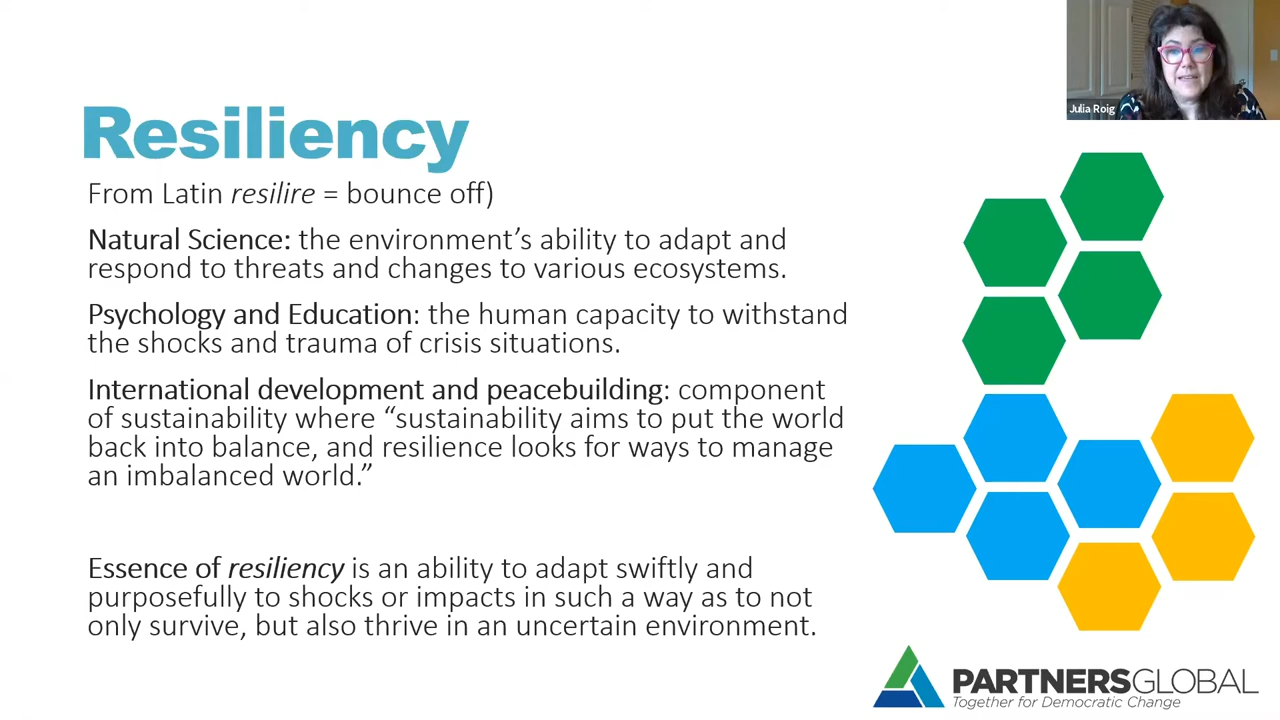 Julia Roig
Resiliency
From Latin resilire = bounce off)
Natural Science: the environment’s ability to adapt and
respond to threats and changes to various ecosystems.
Psychology and Education: the human capacity to withstand
the shocks and trauma of crisis situations.
International development and peacebuilding: component
of sustainability where “sustainability aims to put the world
back into balance, and resilience looks for ways to manage
an imbalanced world.”
Essence of resiliency is an ability to adapt swiftly and
purposefully to shocks or impacts in such a way as to not
only survive, but also thrive in an uncertain environment.
PARTNERSGLOBAL
Together for Democratic Change